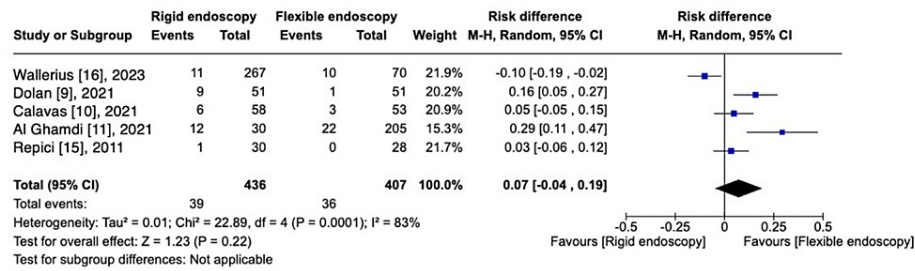 Rigid endoscopy Flexible endoscopy Risk difference Risk difference
Study or Subgroup Events Total Events Total Weight M-H, Random, 95% CI M-H, Random, 95% CI
Wallerius [16], 2023 11 267 10 70 21.9% -0.10 [-0.19 , -0.02]
Dolan [9], 2021 9 51 1 51 20.2% 0.16 [0.05 , 0.27]
Calavas [10], 2021 6 58 3 53 20.9% 0.05 [-0.05 , 0.15]
Al Ghamdi [11], 2021 12 30 22 205 15.3% 0.29 [0.11 , 0.47]
Repici [15], 2011 1 30 0 28 21.7% 0.03 [-0.06 , 0.12]
Total (95% CI) 436 407 100.0% 0.07 [-0.04 , 0.19]
Total events: 39 36
Heterogeneity: Tau² = 0.01; Chi² = 22.89, df = 4 (P = 0.0001); I² = 83%
Test for overall effect: Z = 1.23 (P = 0.22)
Test for subgroup differences: Not applicable
-0.5 -0.25 0 0.25 0.5
Favours [Rigid endoscopy] Favours [Flexible endoscopy]